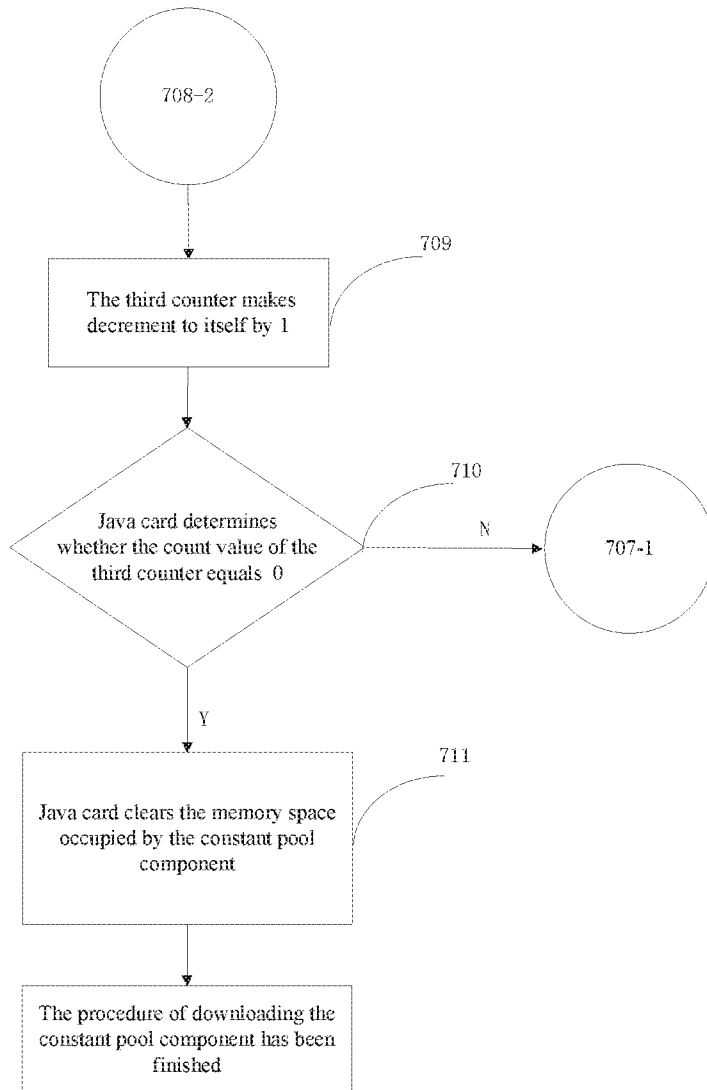 708-2
709
The third counter makes
decrement to itself by 1
710
Java card determines
whether the count value of the
third counter equals 0
N
707-1
Y
711
Java card clears the memory space
occupied by the constant pool
component
The procedure of downloading the
constant pool component has been
finished